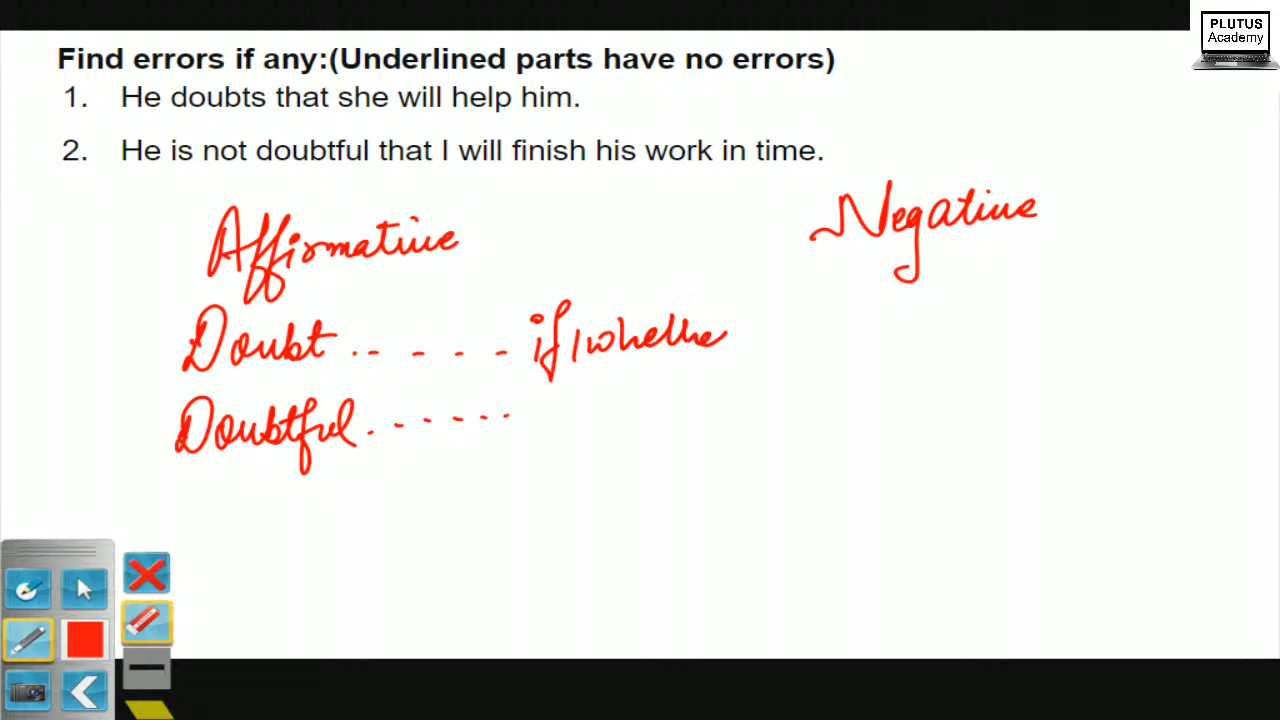 PLUTUS
Academy
Find errors if any:(Underlined parts have no errors)
1. He doubts that she will help him.
2. He is not doubtful that I will finish his work in time.
Affirmative Negative
Doubt ..-- - - - if/whethe
Doubtful. - - - - - .